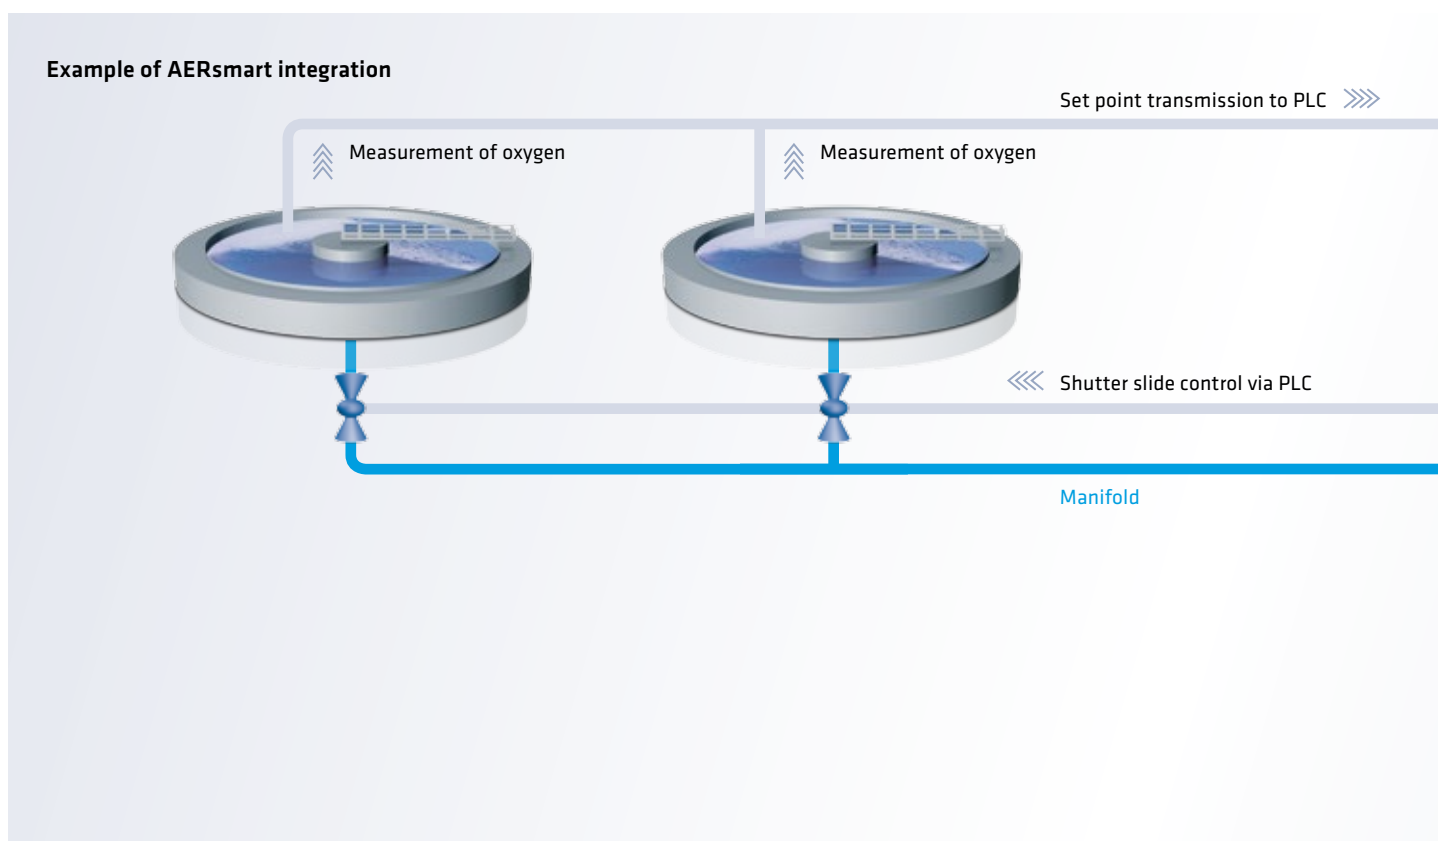 Example of AERsmart integration
Set point transmission to PLC
Measurement of oxygen
Measurement of oxygen
Shutter slide control via PLC
Manifold